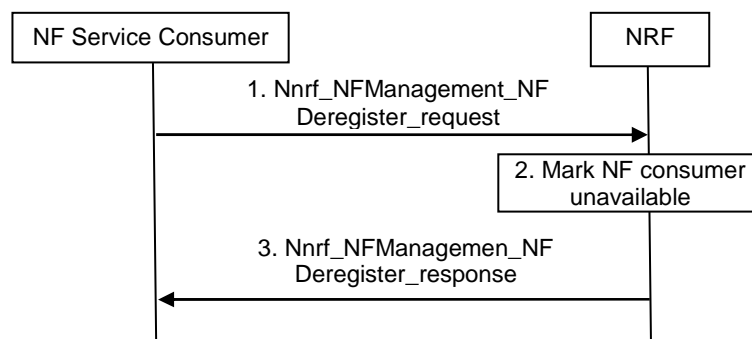 NF Service Consumer
NRF
1. Nnrf_NFManagement_NF
Deregister_request
2. Mark NF consumer
unavailable
3. Nnrf_NFManagemen_NF
Deregister_response